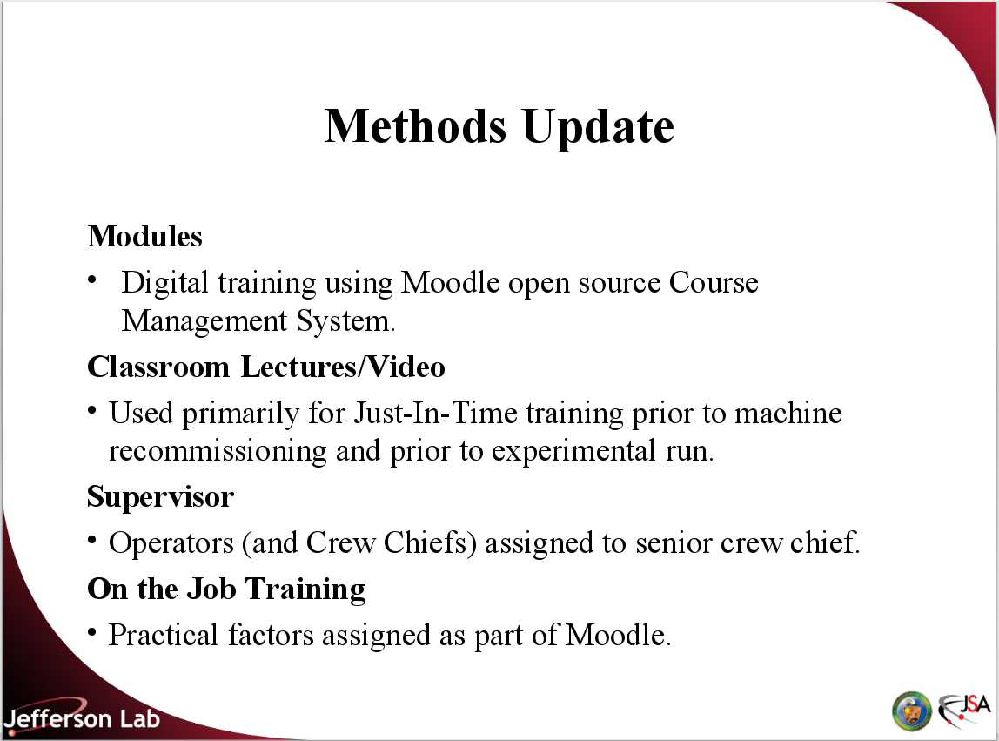 Methods Update
Modules
• Digital training using Moodle open source Course
Management System.
Classroom Lectures/Video
• Used primarily for Just-In-Time training prior to machine
recommissioning and prior to experimental run.
Supervisor
• Operators (and Crew Chiefs) assigned to senior crew chief.
On the Job Training
• Practical factors assigned as part of Moodle.
Jefferson Lab
JSA